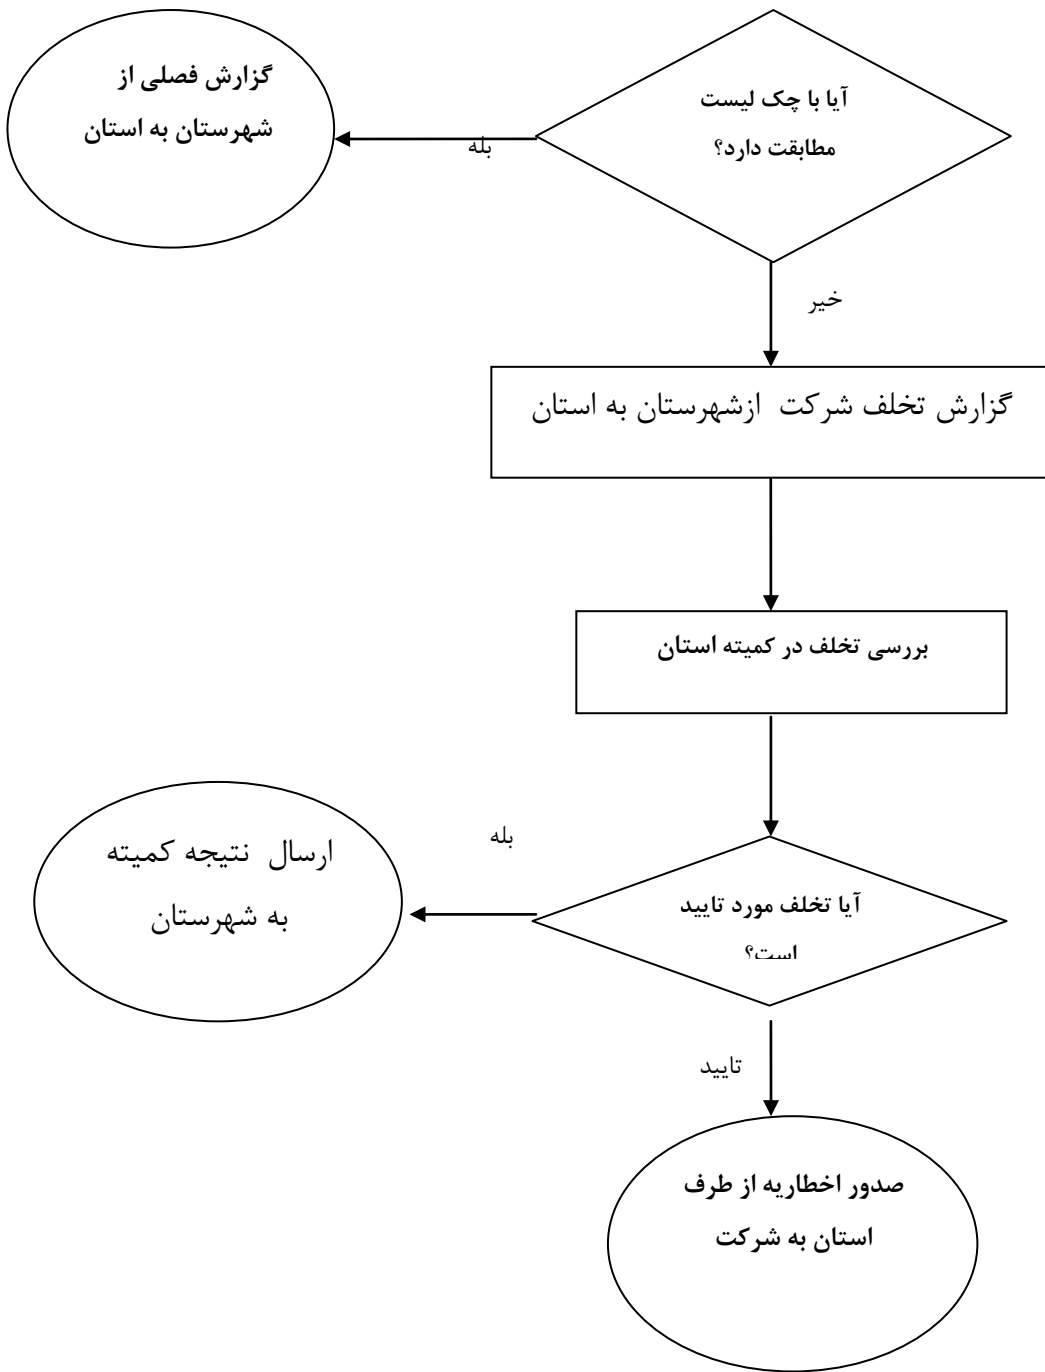 آیا با چک لیست
مطابقت دارد؟
گزارش فصلی از
شهرستان به استان
بله
خیر
گزارش تخلف شرکت ازشهرستان به استان
بررسی تخلف در کمیته استان
آیا تخلف مورد تایید
است؟
بله
ارسال نتیجه کمیته
به شهرستان
تایید
صدور اخطاریه از طرف
استان به شرکت